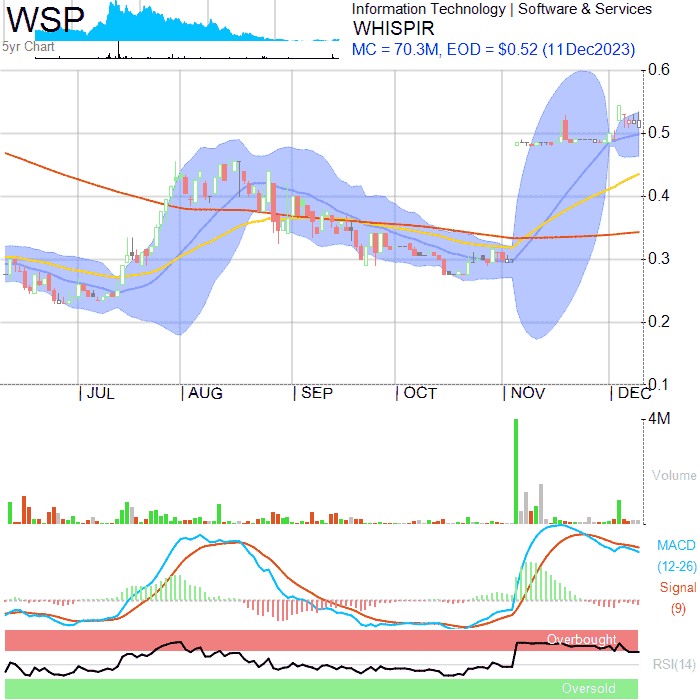 WSP
5yr Chart
Information Technology | Software & Services
WHISPIR
MC = 70.3M, EOD = $0.52 (11Dec2023)
0.6
0.5
0.4
0.3
0.2
0.1
JUL
AUG
SEP
OCT
NOV
DEC
4M
Volume
MACD
(12-26)
Signal
(9)
Overbought
RSI(14)
Oversold